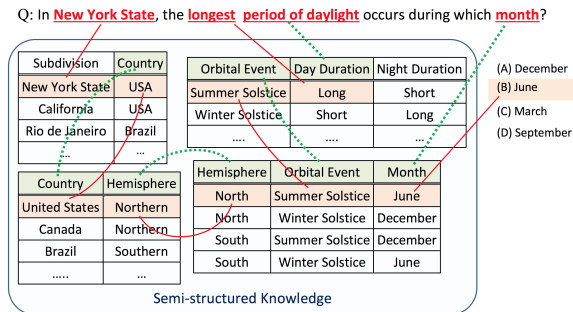 Q: In New York State, the longest period of daylight occurs during which month?
Subdivision Country
New York State USA
California USA
Rio de Janeiro Brazil
.... ...
Orbital Event Day Duration Night Duration
Summer Solstice Long Short
Winter Solstice Short Long
.... .... ...
(A) December
(B) June
(C) March
(D) September
Country Hemisphere
United States Northern
Canada Northern
Brazil Southern
..... ...
Hemisphere Orbital Event Month
North Summer Solstice June
North Winter Solstice December
South Summer Solstice December
South Winter Solstice June
Semi-structured Knowledge